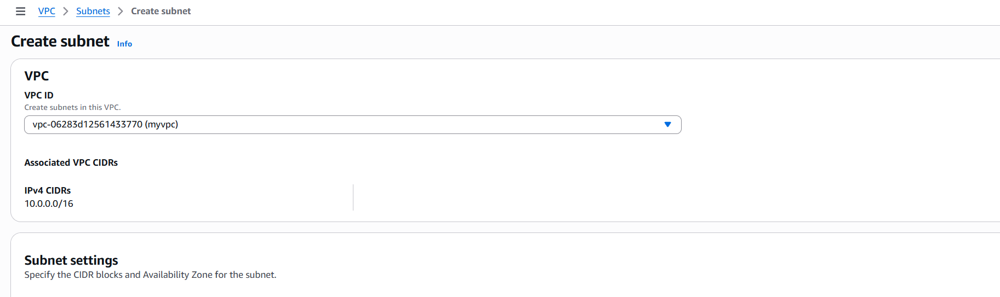 VPC > Subnets > Create subnet
Create subnet Info
VPC
VPC ID
Create subnets in this VPC.
vpc-06283d12561433770 (myvpc)
Associated VPC CIDRs
IPv4 CIDRs
10.0.0.0/16
Subnet settings
Specify the CIDR blocks and Availability Zone for the subnet.